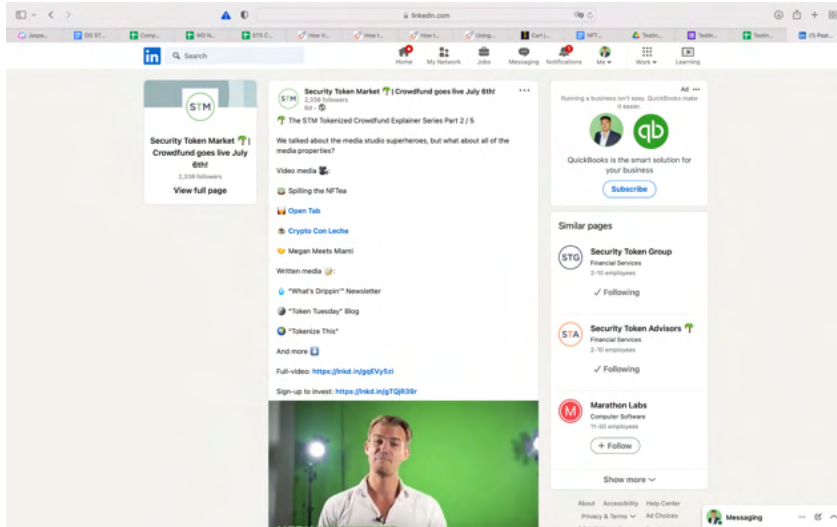 linkedin.com
Search
Home
My Network
Jobs
Messaging
Notifications
Me
Work
Learning
STM
Security Token Market 🌴 | Crowdfund goes live July 6th!
2,338 followers
View full page
STM
Security Token Market 🌴 | Crowdfund goes live July 6th!
2,338 followers
6d
🌴 The STM Tokenized Crowdfund Explainer Series Part 2 / 5
We talked about the media studio superheroes, but what about all of the
media properties?
Video media 🎥:
Spilling the NFTea
Open Tab
Crypto Con Leche
Megan Meets Miami
Written media 📝:
💧 "What's Drippin'" Newsletter
"Token Tuesday" Blog
"Tokenize This"
And more ⬇️
Full-video: https://lnkd.in/gqEVy5zi
Sign-up to invest: https://lnkd.in/gTQjR39r
Ad
Running a business isn't easy. QuickBooks make
it easier.
qb
QuickBooks is the smart solution for
your business
Subscribe
Similar pages
STG
Security Token Group
Financial Services
2-10 employees
✓ Following
STA
Security Token Advisors 🌴
Financial Services
2-10 employees
✓ Following
M
Marathon Labs
Computer Software
11-50 employees
+ Follow
Show more
About Accessibility Help Center
Privacy & Terms Ad Choices
Messaging